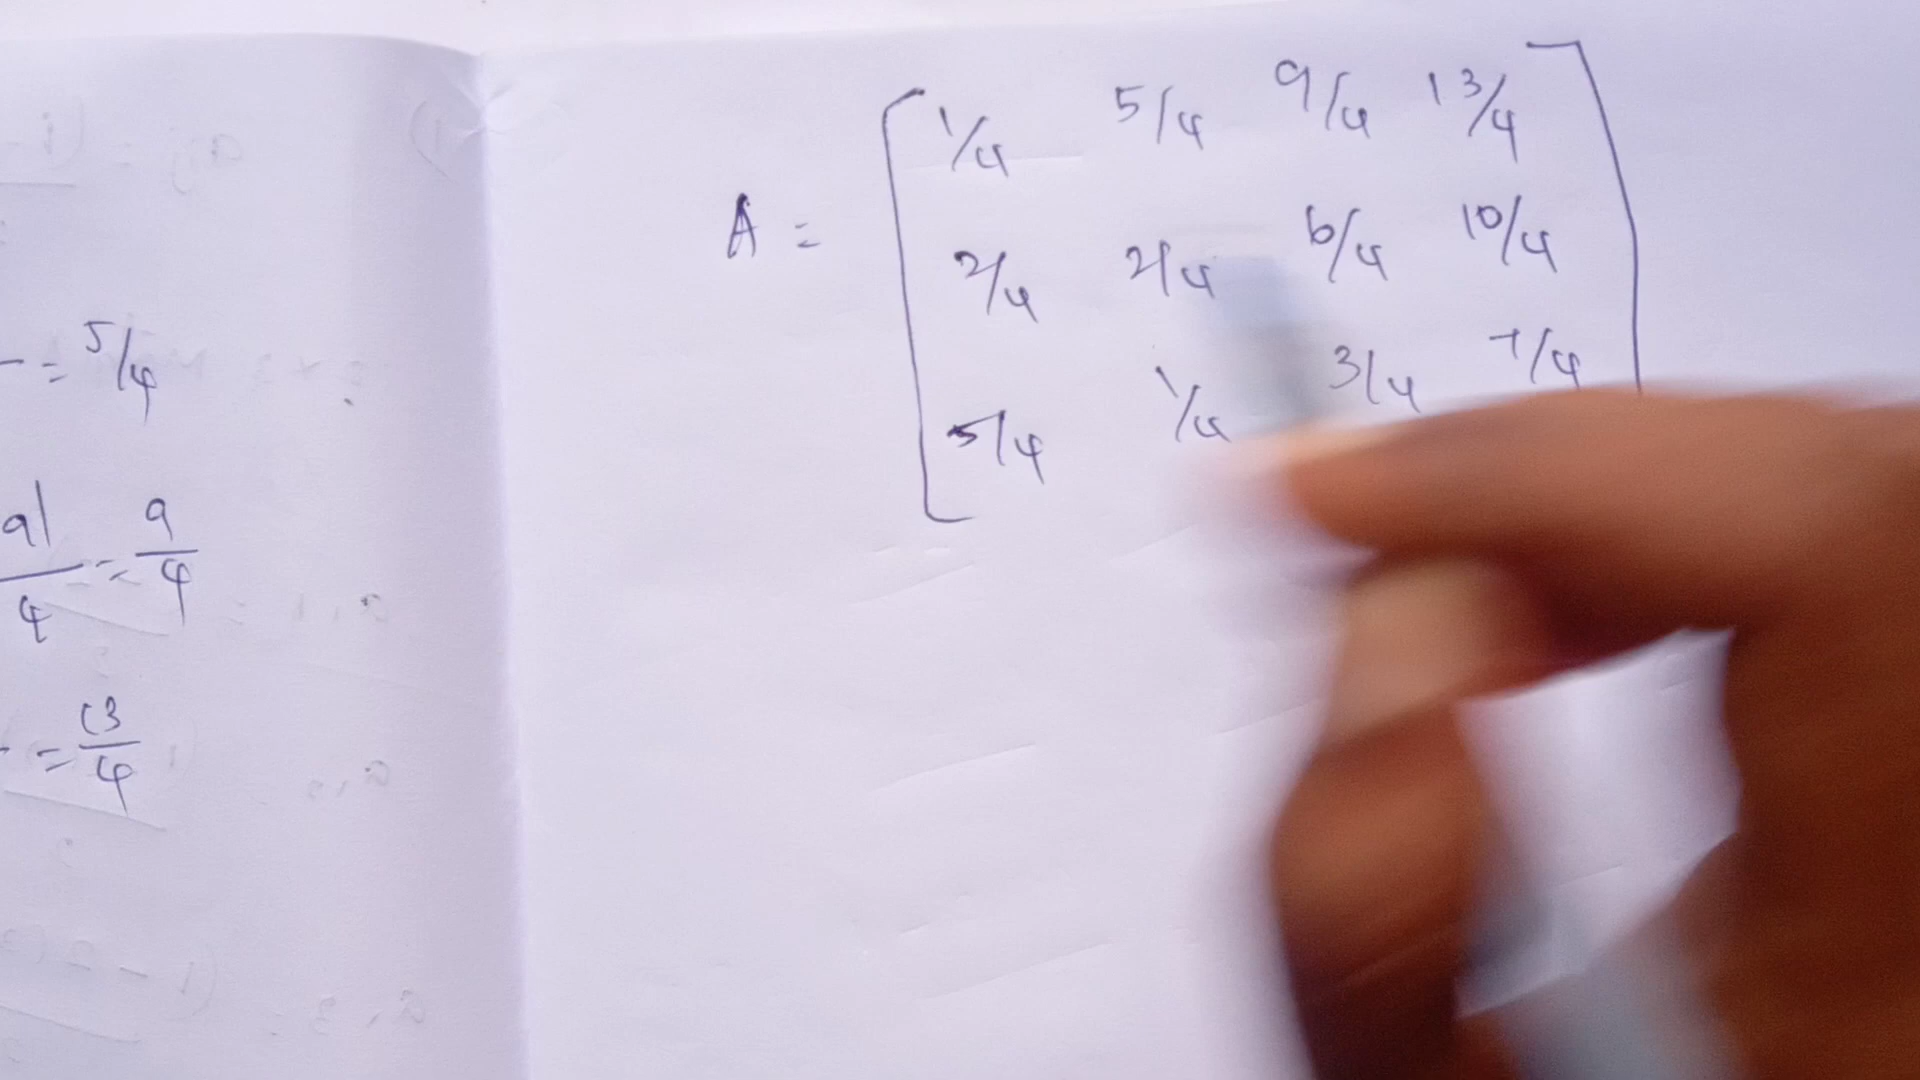 1/4 5/4 9/4 13/4
A =
2/4 2/4 6/4 10/4
5/4 1/4 3/4 7/4
- = 5/4
9|/4 = 9/4
- = 13/4